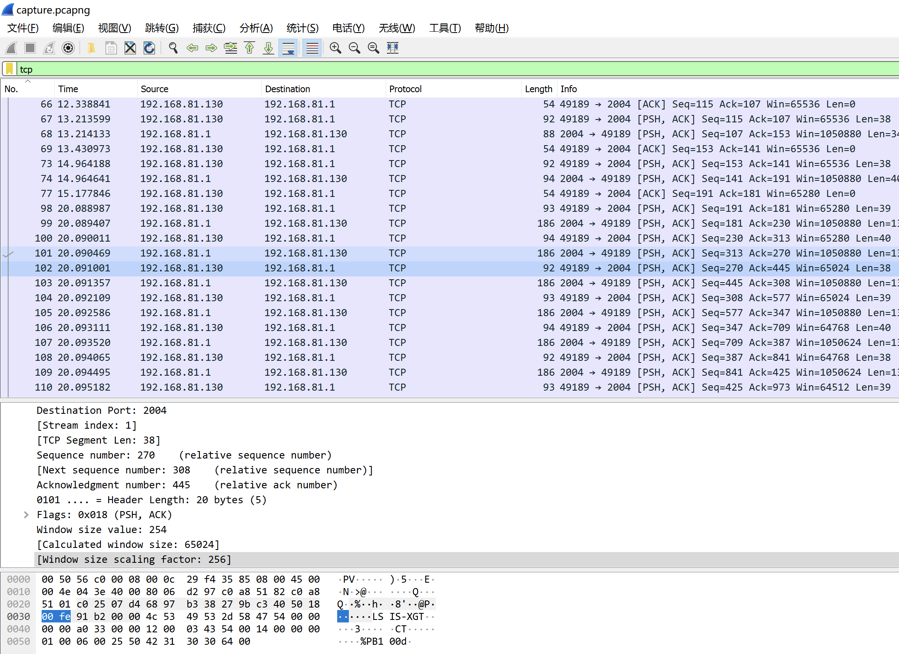 capture.pcapng
文件(F) 编辑(E) 视图(V) 跳转(G) 捕获(C) 分析(A) 统计(S) 电话(Y) 无线(W) 工具(T) 帮助(H)
tcp
No. Time Source Destination Protocol Length Info
66 12.338841 192.168.81.130 192.168.81.1 TCP 54 49189 → 2004 [ACK] Seq=115 Ack=107 Win=65536 Len=0
67 13.213599 192.168.81.130 192.168.81.1 TCP 92 49189 → 2004 [PSH, ACK] Seq=115 Ack=107 Win=65536 Len=38
68 13.214133 192.168.81.1 192.168.81.130 TCP 88 2004 → 49189 [PSH, ACK] Seq=107 Ack=153 Win=1050880 Len=34
69 13.430973 192.168.81.130 192.168.81.1 TCP 54 49189 → 2004 [ACK] Seq=153 Ack=141 Win=65536 Len=0
73 14.964188 192.168.81.130 192.168.81.1 TCP 92 49189 → 2004 [PSH, ACK] Seq=153 Ack=141 Win=65536 Len=38
74 14.964641 192.168.81.1 192.168.81.130 TCP 94 2004 → 49189 [PSH, ACK] Seq=141 Ack=191 Win=1050880 Len=40
77 15.177846 192.168.81.130 192.168.81.1 TCP 54 49189 → 2004 [ACK] Seq=191 Ack=181 Win=65280 Len=0
98 20.088987 192.168.81.130 192.168.81.1 TCP 93 49189 → 2004 [PSH, ACK] Seq=191 Ack=181 Win=65280 Len=39
99 20.089407 192.168.81.1 192.168.81.130 TCP 186 2004 → 49189 [PSH, ACK] Seq=181 Ack=230 Win=1050880 Len=1
100 20.090011 192.168.81.130 192.168.81.1 TCP 94 49189 → 2004 [PSH, ACK] Seq=230 Ack=313 Win=65280 Len=40
101 20.090469 192.168.81.1 192.168.81.130 TCP 186 2004 → 49189 [PSH, ACK] Seq=313 Ack=270 Win=1050880 Len=1
102 20.091001 192.168.81.130 192.168.81.1 TCP 92 49189 → 2004 [PSH, ACK] Seq=270 Ack=445 Win=65024 Len=38
103 20.091357 192.168.81.1 192.168.81.130 TCP 186 2004 → 49189 [PSH, ACK] Seq=445 Ack=308 Win=1050880 Len=1
104 20.092109 192.168.81.130 192.168.81.1 TCP 93 49189 → 2004 [PSH, ACK] Seq=308 Ack=577 Win=65024 Len=39
105 20.092586 192.168.81.1 192.168.81.130 TCP 186 2004 → 49189 [PSH, ACK] Seq=577 Ack=347 Win=1050880 Len=1
106 20.093111 192.168.81.130 192.168.81.1 TCP 94 49189 → 2004 [PSH, ACK] Seq=347 Ack=709 Win=64768 Len=40
107 20.093520 192.168.81.1 192.168.81.130 TCP 186 2004 → 49189 [PSH, ACK] Seq=709 Ack=387 Win=1050624 Len=1
108 20.094065 192.168.81.130 192.168.81.1 TCP 92 49189 → 2004 [PSH, ACK] Seq=387 Ack=841 Win=64768 Len=38
109 20.094495 192.168.81.1 192.168.81.130 TCP 186 2004 → 49189 [PSH, ACK] Seq=841 Ack=425 Win=1050624 Len=1
110 20.095182 192.168.81.130 192.168.81.1 TCP 93 49189 → 2004 [PSH, ACK] Seq=425 Ack=973 Win=64512 Len=39
Destination Port: 2004
[Stream index: 1]
[TCP Segment Len: 38]
Sequence number: 270 (relative sequence number)
[Next sequence number: 308 (relative sequence number)]
Acknowledgment number: 445 (relative ack number)
0101 .... = Header Length: 20 bytes (5)
Flags: 0x018 (PSH, ACK)
Window size value: 254
[Calculated window size: 65024]
[Window size scaling factor: 256]
0000 00 50 56 c0 00 08 00 0c 29 f4 35 85 08 00 45 00 ·PV····· )·5···E·
0010 00 4e 04 3e 40 00 80 06 d2 97 c0 a8 51 82 c0 a8 ·N·>@··· ····Q···
0020 51 01 c0 25 07 d4 68 97 b3 38 27 9b c3 40 50 18 Q··%··h· ·8'··@P·
0030 00 fe 91 b2 00 00 4c 53 49 53 2d 58 47 54 00 00 ······LS IS-XGT··
0040 00 00 a0 33 00 00 12 00 03 43 54 00 14 00 00 00 ···3···· ·CT·····
0050 01 00 06 00 25 50 42 31 30 30 64 00 ····%PB1 00d·